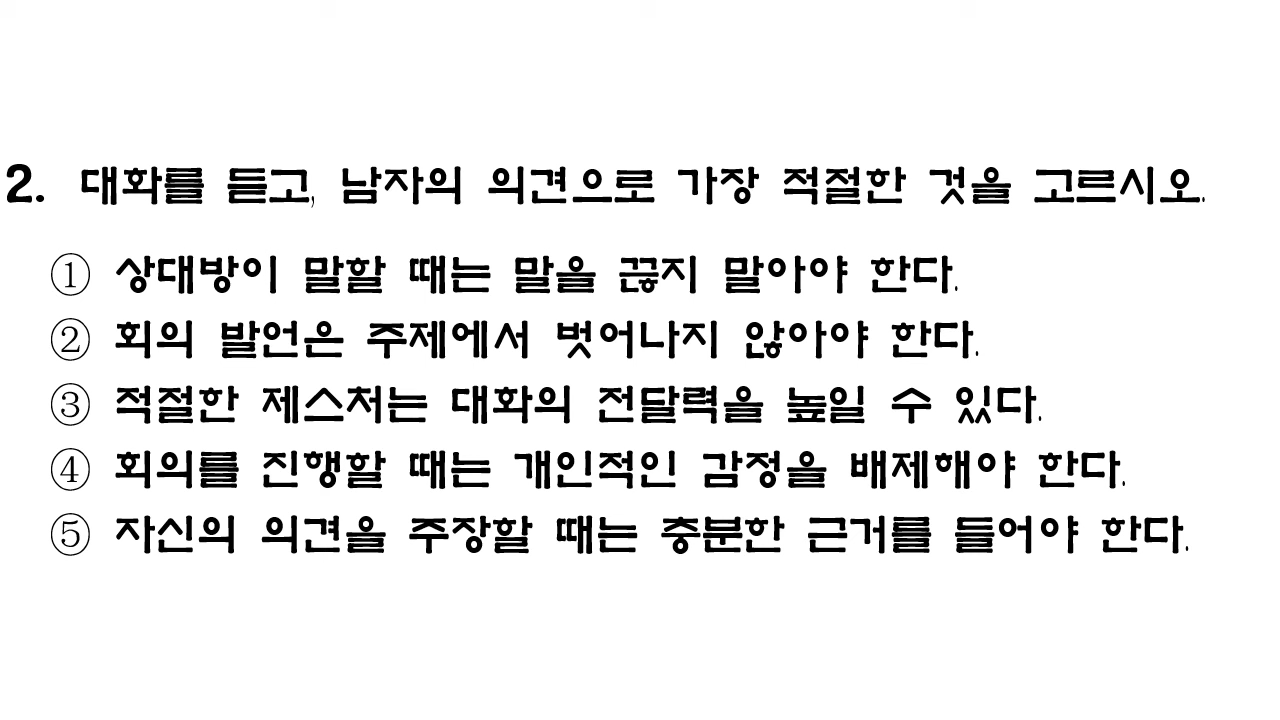 2. 대화를 듣고, 남자의 의견으로 가장 적절한 것을 고르시오.
① 상대방이 말할 때는 말을 끊지 말아야 한다.
② 회의 발언은 주제에서 벗어나지 않아야 한다.
③ 적절한 제스처는 대화의 전달력을 높일 수 있다.
④ 회의를 진행할 때는 개인적인 감정을 배제해야 한다.
⑤ 자신의 의견을 주장할 때는 충분한 근거를 들어야 한다.